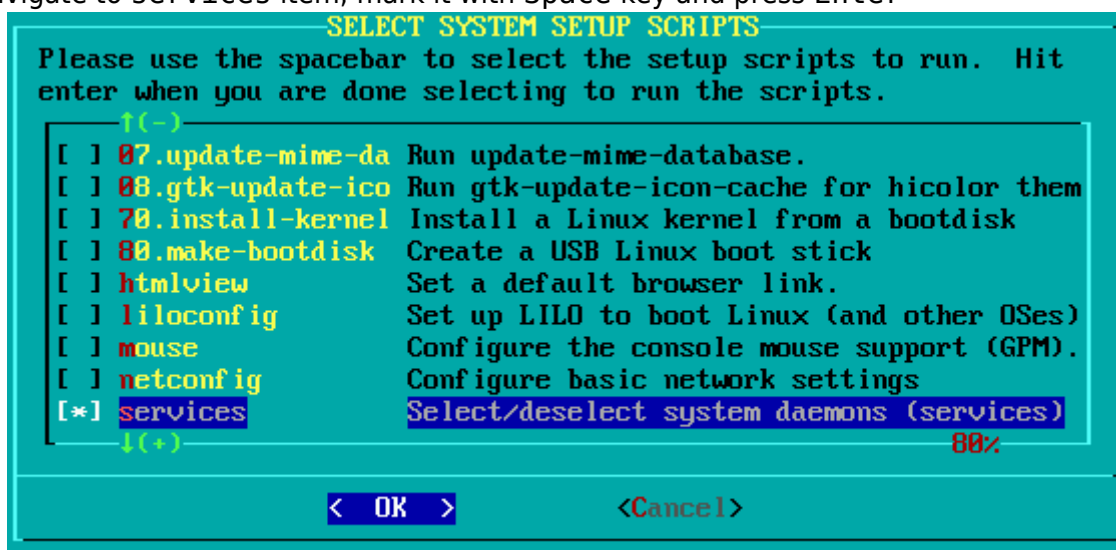 navigate to services item, mark it with Space key and press Enter
SELECT SYSTEM SETUP SCRIPTS
Please use the spacebar to select the setup scripts to run. Hit
enter when you are done selecting to run the scripts.
↑(-)
[ ] 07.update-mime-da Run update-mime-database.
[ ] 08.gtk-update-ico Run gtk-update-icon-cache for hicolor them
[ ] 70.install-kernel Install a Linux kernel from a bootdisk
[ ] 80.make-bootdisk Create a USB Linux boot stick
[ ] htmlview Set a default browser link.
[ ] liloconfig Set up LILO to boot Linux (and other OSes)
[ ] mouse Configure the console mouse support (GPM).
[ ] netconfig Configure basic network settings
[*] services Select/deselect system daemons (services)
↓(+) 80%
< OK > <Cancel>